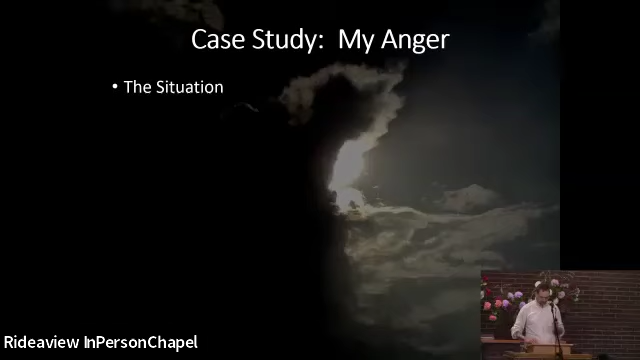 Case Study:  My Anger
• The Situation
Rideaview InPersonChapel